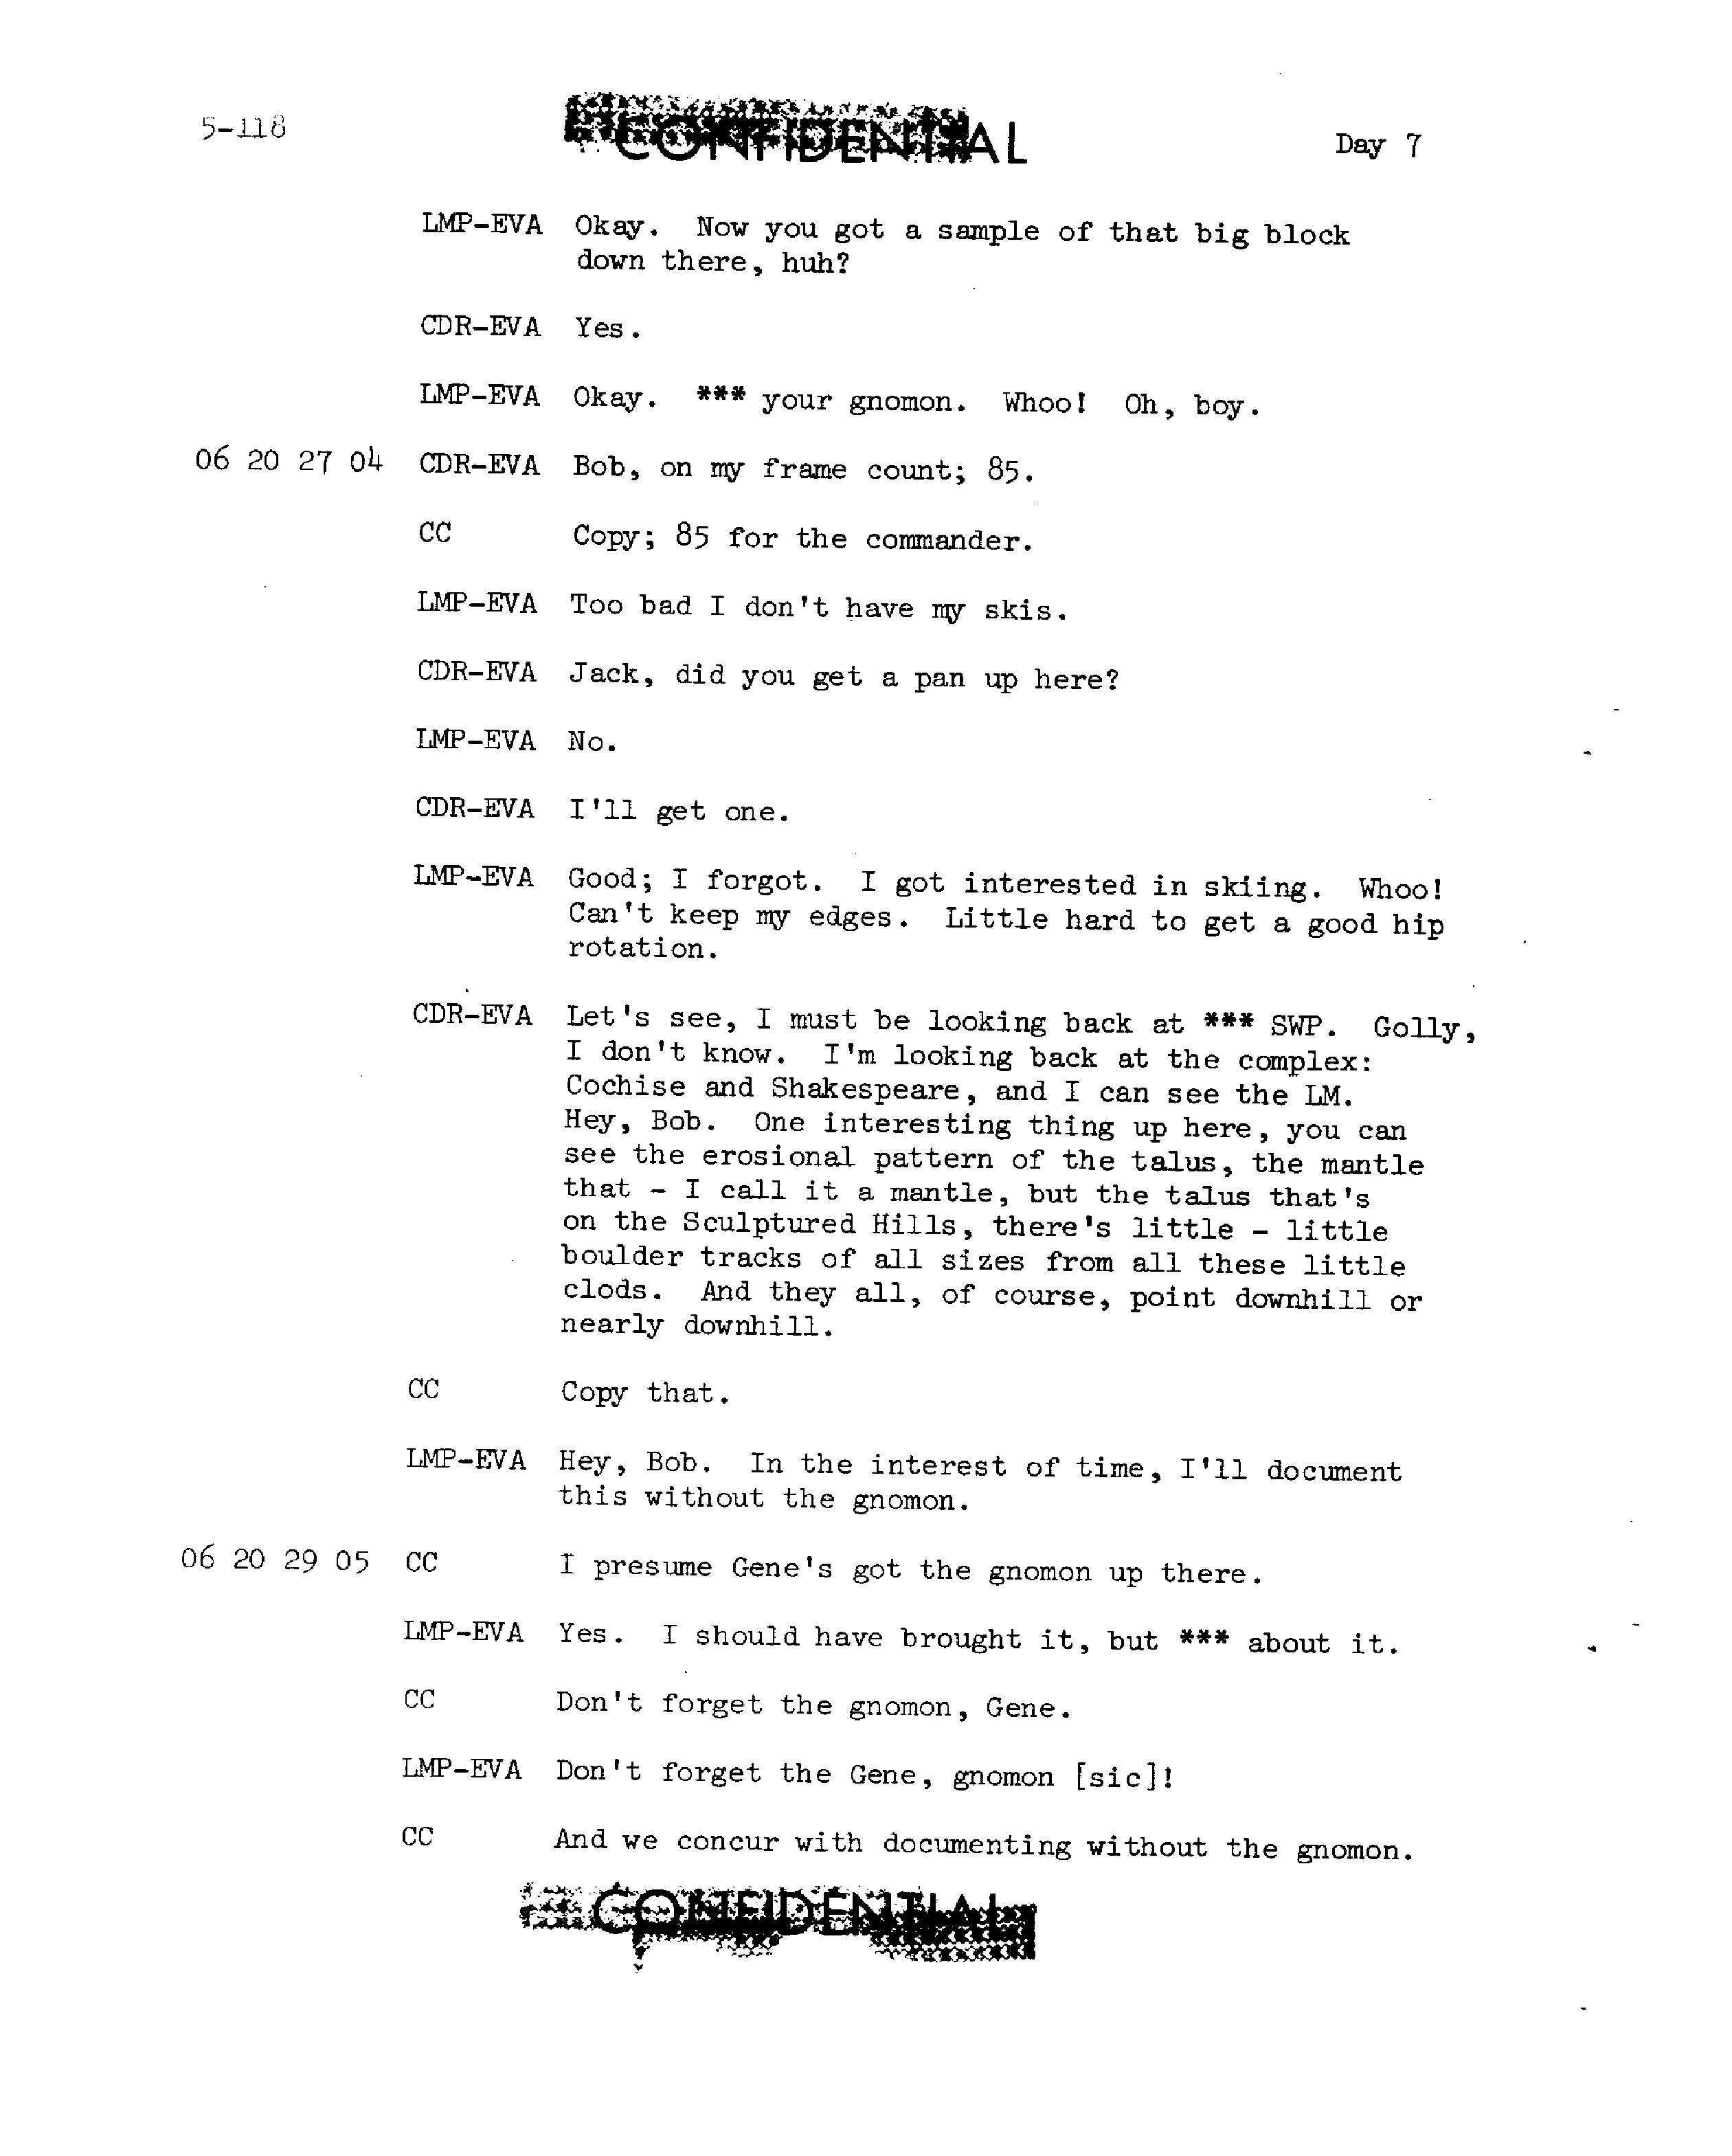 5-118
CONFIDENTIAL
Day 7
LMP-EVA Okay. Now you got a sample of that big block
down there, huh?
CDR-EVA Yes.
LMP-EVA Okay. *** your gnomon. Whoo! Oh, boy.
06 20 27 04 CDR-EVA Bob, on my frame count; 85.
CC Copy; 85 for the commander.
LMP-EVA Too bad I don't have my skis.
CDR-EVA Jack, did you get a pan up here?
LMP-EVA No.
CDR-EVA I'll get one.
LMP-EVA Good; I forgot. I got interested in skiing. Whoo!
Can't keep my edges. Little hard to get a good hip
rotation.
CDR-EVA Let's see, I must be looking back at *** SWP. Golly,
I don't know. I'm looking back at the complex:
Cochise and Shakespeare, and I can see the LM.
Hey, Bob. One interesting thing up here, you can
see the erosional pattern of the talus, the mantle
that - I call it a mantle, but the talus that's
on the Sculptured Hills, there's little - little
boulder tracks of all sizes from all these little
clods. And they all, of course, point downhill or
nearly downhill.
CC Copy that.
LMP-EVA Hey, Bob. In the interest of time, I'll document
this without the gnomon.
06 20 29 05 CC I presume Gene's got the gnomon up there.
LMP-EVA Yes. I should have brought it, but *** about it.
CC Don't forget the gnomon, Gene.
LMP-EVA Don't forget the Gene, gnomon [sic]!
CC And we concur with documenting without the gnomon.
CONFIDENTIAL